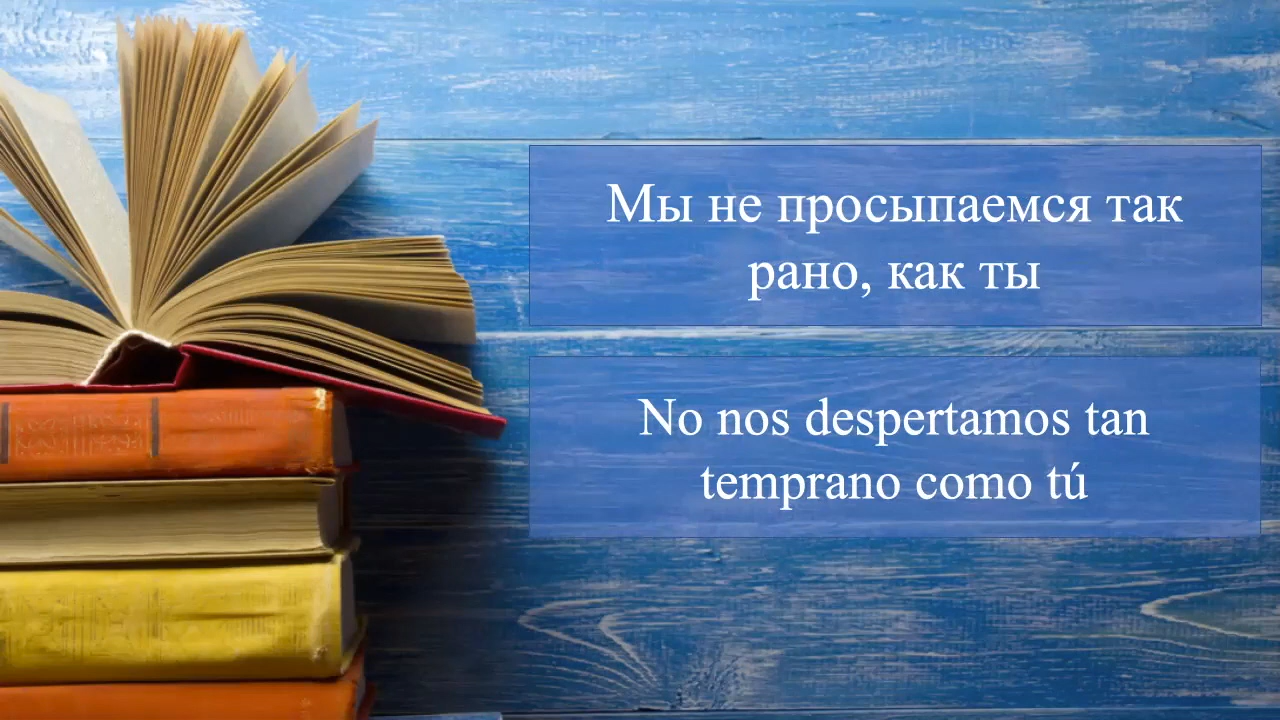 Мы не просыпаемся так
рано, как ты
No nos despertamos tan
temprano como tú